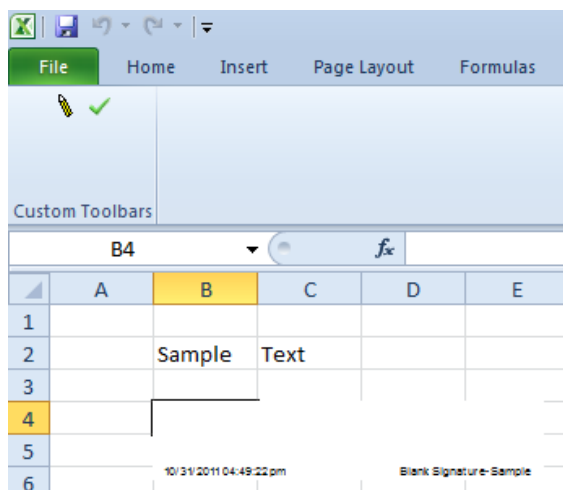 File Home Insert Page Layout Formulas
Custom Toolbars
B4 fx
A B C D E
1
2 Sample Text
3
4
5
10/31/2011 04:49:22 pm Blank Signature- Sample
6